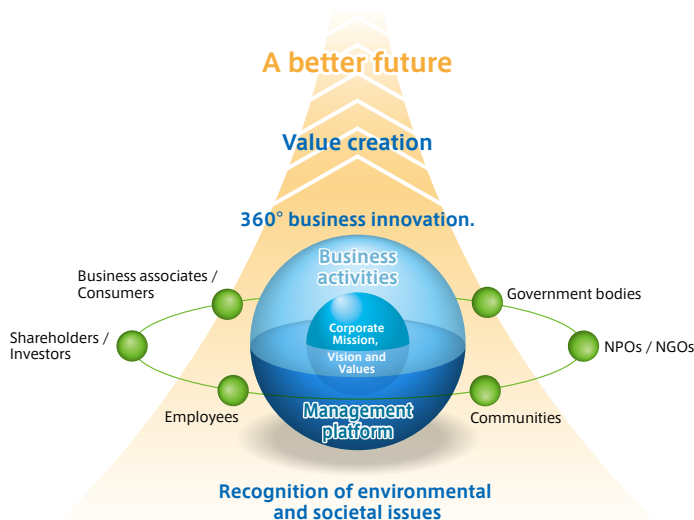 A better future
Value creation
360° business innovation.
Business
activities
Business associates /
Consumers
Government bodies
Shareholders /
Investors
Corporate
Mission,
Vision and
Values
NPOs / NGOs
Employees
Management
platform
Communities
Recognition of environmental
and societal issues